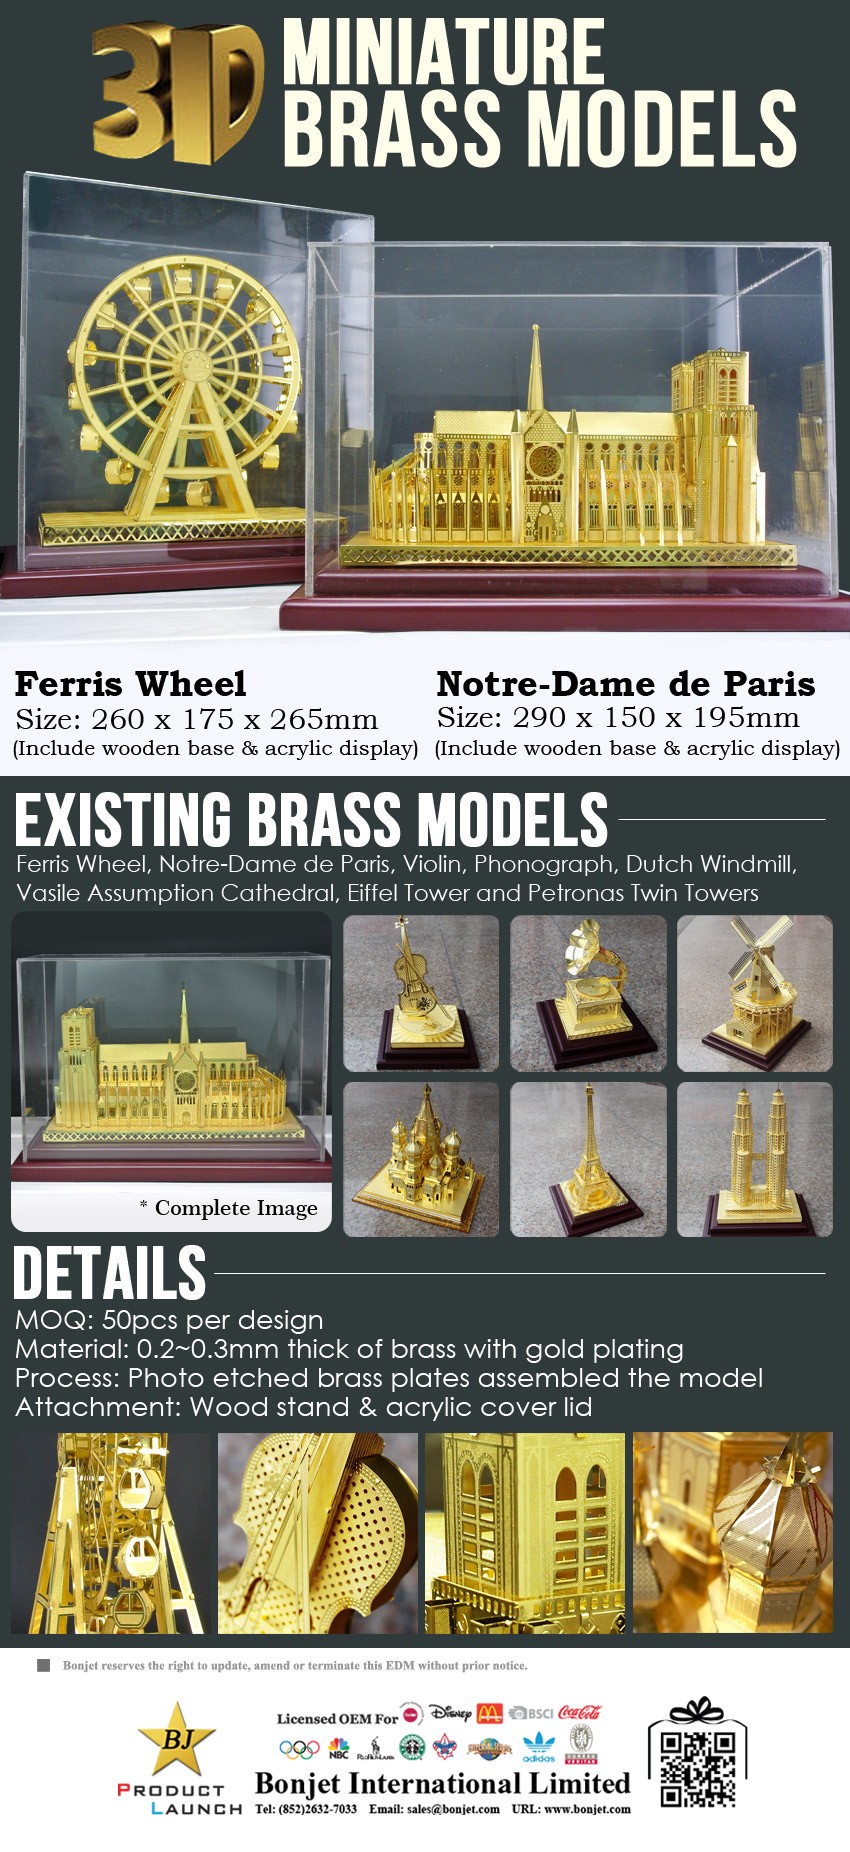 3D MINIATURE
BRASS MODELS
Ferris Wheel
Size: 260 x 175 x 265mm
(Include wooden base & acrylic display)
Notre-Dame de Paris
Size: 290 x 150 x 195mm
(Include wooden base & acrylic display)
EXISTING BRASS MODELS
Ferris Wheel, Notre-Dame de Paris, Violin, Phonograph, Dutch Windmill,
Vasile Assumption Cathedral, Eiffel Tower and Petronas Twin Towers
* Complete Image
DETAILS
MOQ: 50pcs per design
Material: 0.2~0.3mm thick of brass with gold plating
Process: Photo etched brass plates assembled the model
Attachment: Wood stand & acrylic cover lid
Bonjet reserves the right to update, amend or terminate this EDM without prior notice.
BJ
PRODUCT
LAUNCH
Licensed OEM For
Disney
BSCI
Coca-Cola
NBC
adidas
Bonjet International Limited
Tel: (852)2632-7033 Email: sales@bonjet.com URL: www.bonjet.com